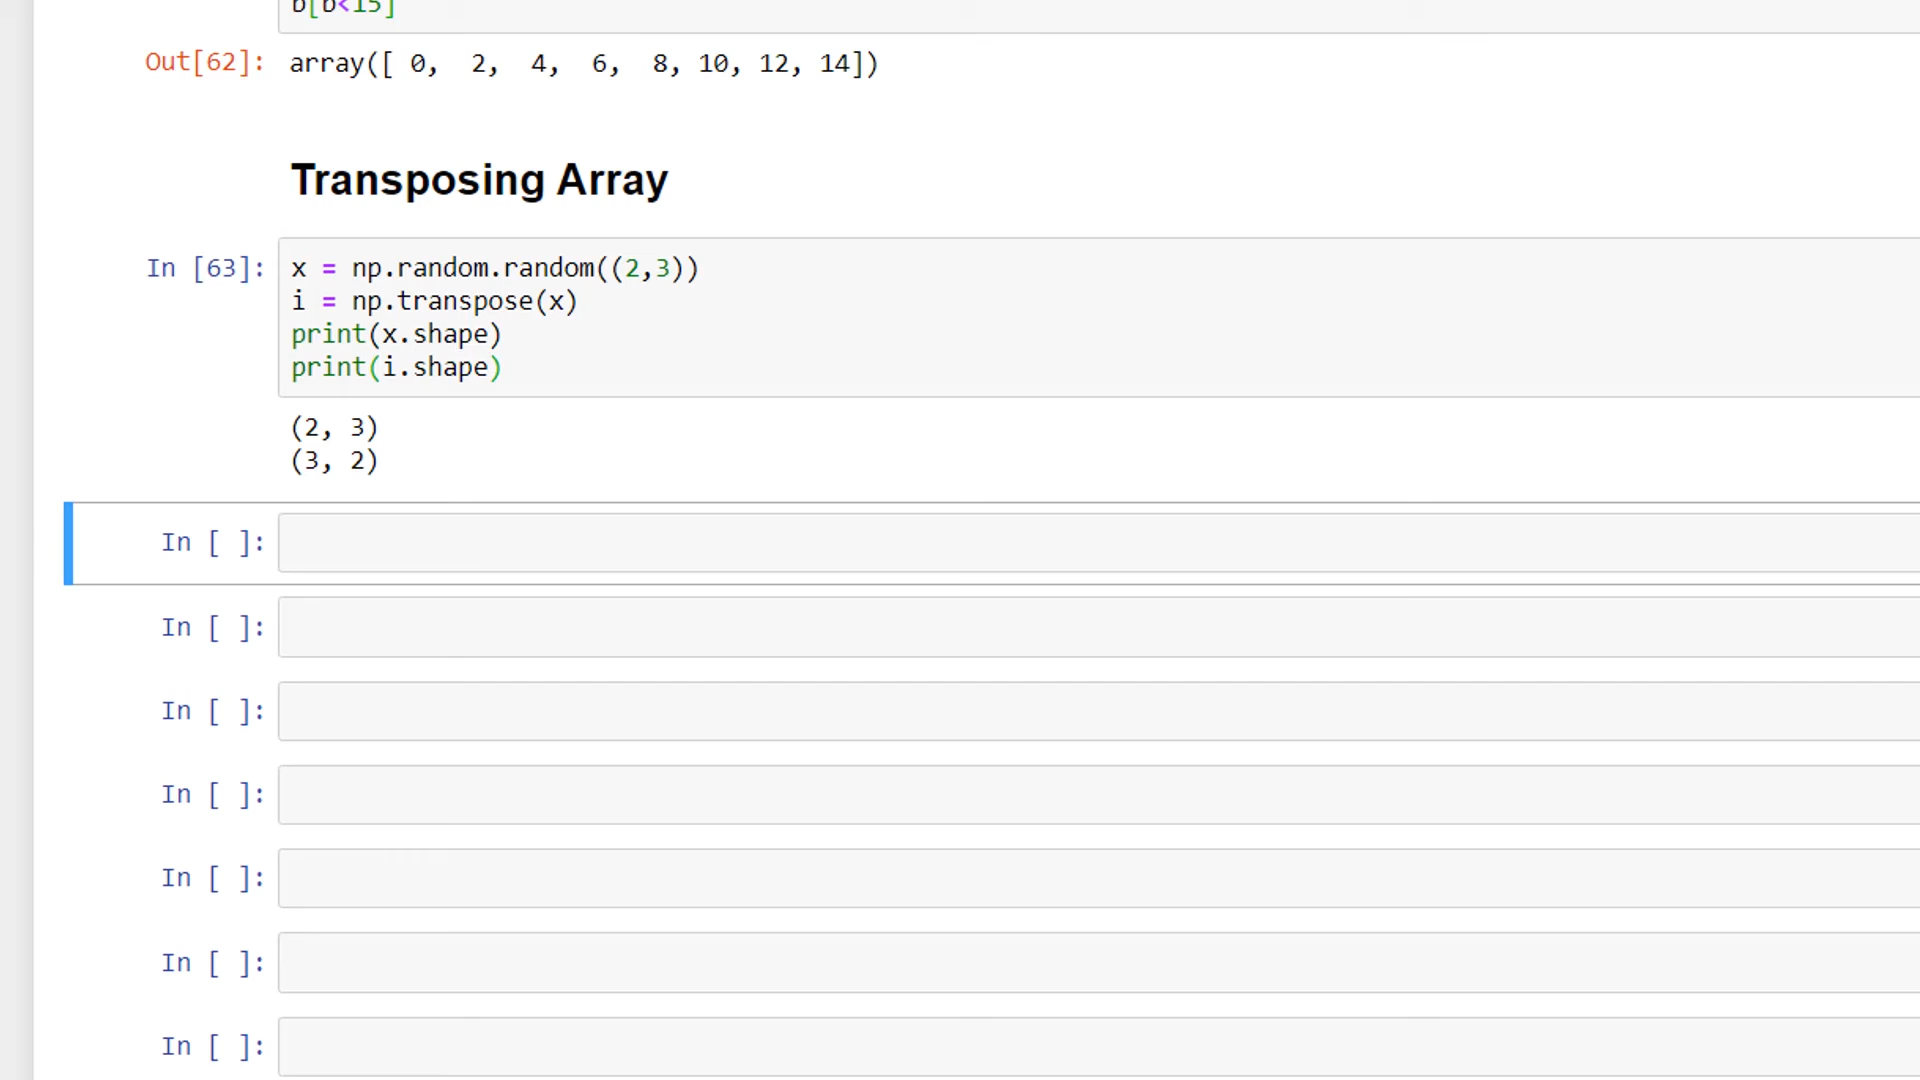 b[b<15]
Out[62]: array([ 0,  2,  4,  6,  8, 10, 12, 14])
Transposing Array
In [63]: x = np.random.random((2,3))
i = np.transpose(x)
print(x.shape)
print(i.shape)
(2, 3)
(3, 2)
In [ ]:
In [ ]:
In [ ]:
In [ ]:
In [ ]:
In [ ]:
In [ ]: